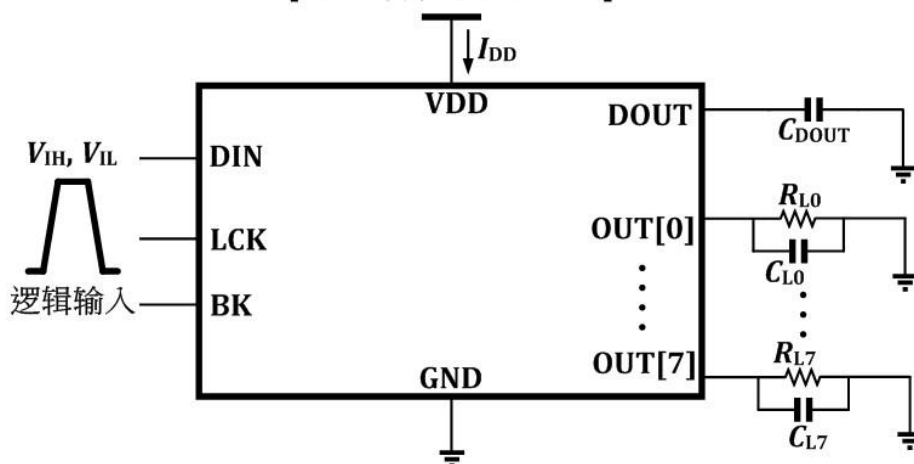 I_DD
VDD
DOUT
C_DOUT
V_IH, V_IL
DIN
R_L0
OUT[0]
LCK
C_L0
逻辑输入
BK
R_L7
OUT[7]
GND
C_L7